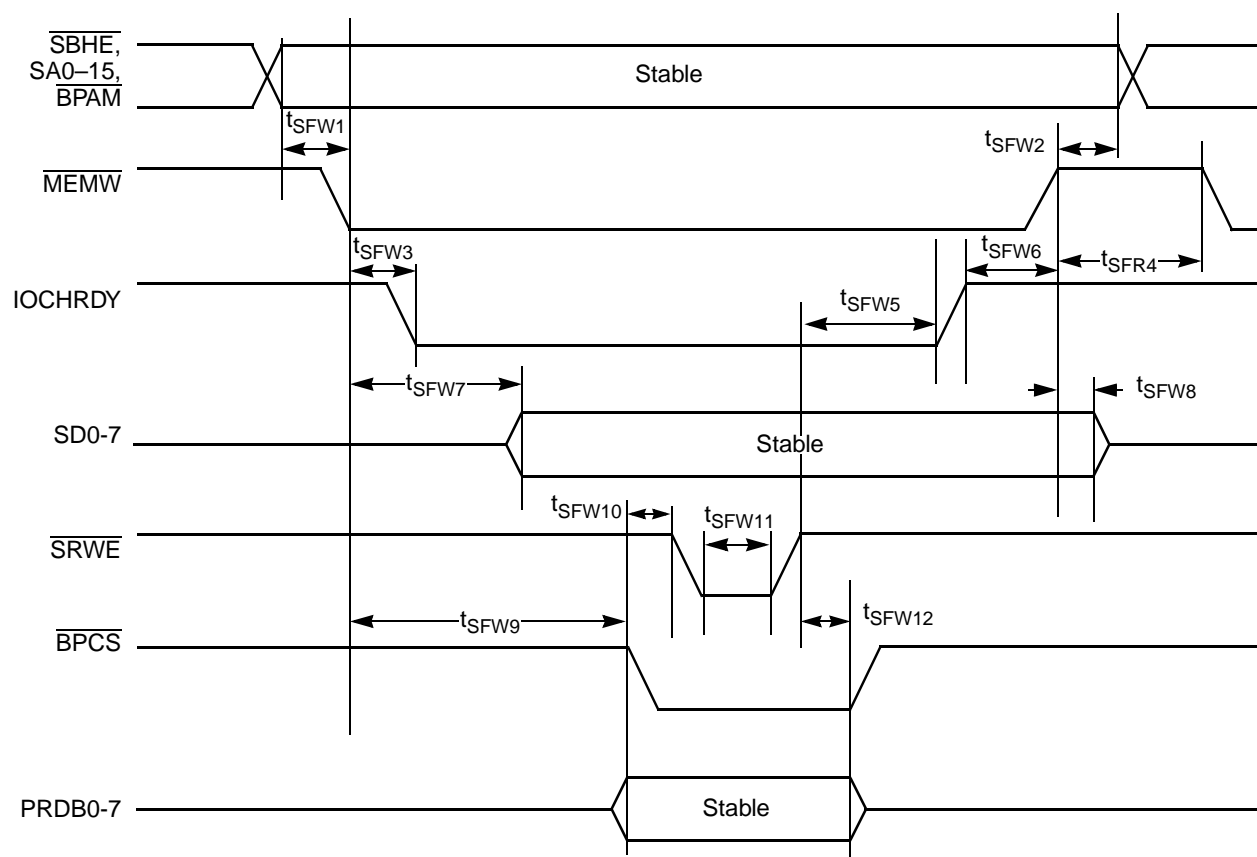 SBHE,
SA0–15,
BPAM
Stable
tSFW1
tSFW2
MEMW
tSFW3
tSFW6
tSFR4
IOCHRDY
tSFW5
tSFW7
tSFW8
SD0-7
Stable
tSFW10
tSFW11
SRWE
tSFW9
tSFW12
BPCS
PRDB0-7
Stable